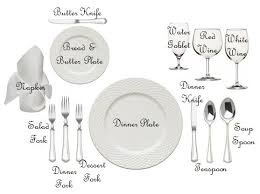 Butter Knife
Bread &
Butter Plate
Water
Goblet
Red
Wine
White
Wine
Napkin
Dinner
Knife
Dinner Plate
Salad
Fork
Dinner
Fork
Dessert
Fork
Teaspoon
Soup
Spoon